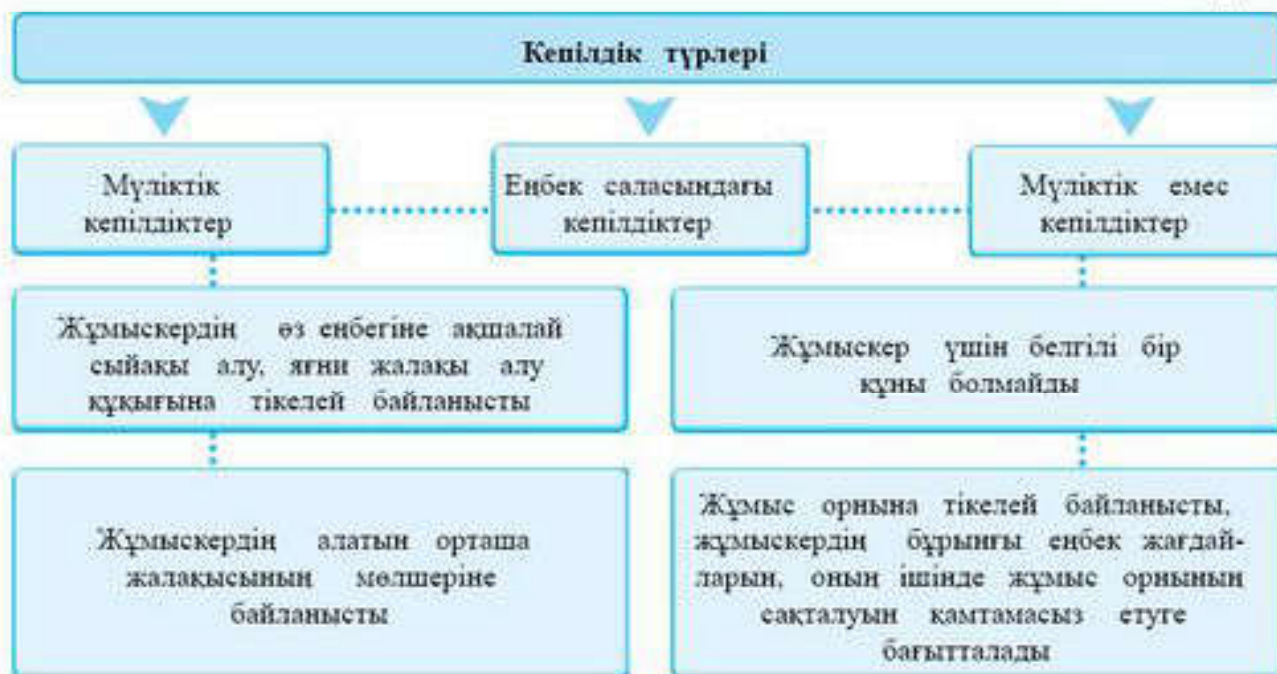 Кепілдік түрлері
Мүліктік
кепілдіктер
Еңбек саласындағы
кепілдіктер
Мүліктік емес
кепілдіктер
Жұмыскердің өз еңбегіне ақшалай
сыйақы алу, яғни жалақы алу
құқығына тікелей байланысты
Жұмыскер үшін белгілі бір
құны болмайды
Жұмыскердің алатын орташа
жалақысының мөлшеріне
байланысты
Жұмыс орнына тікелей байланысты,
жұмыскердің бұрынғы еңбек жағдай-
ларын, оның ішінде жұмыс орнының
сақталуын қамтамасыз етуге
бағытталады